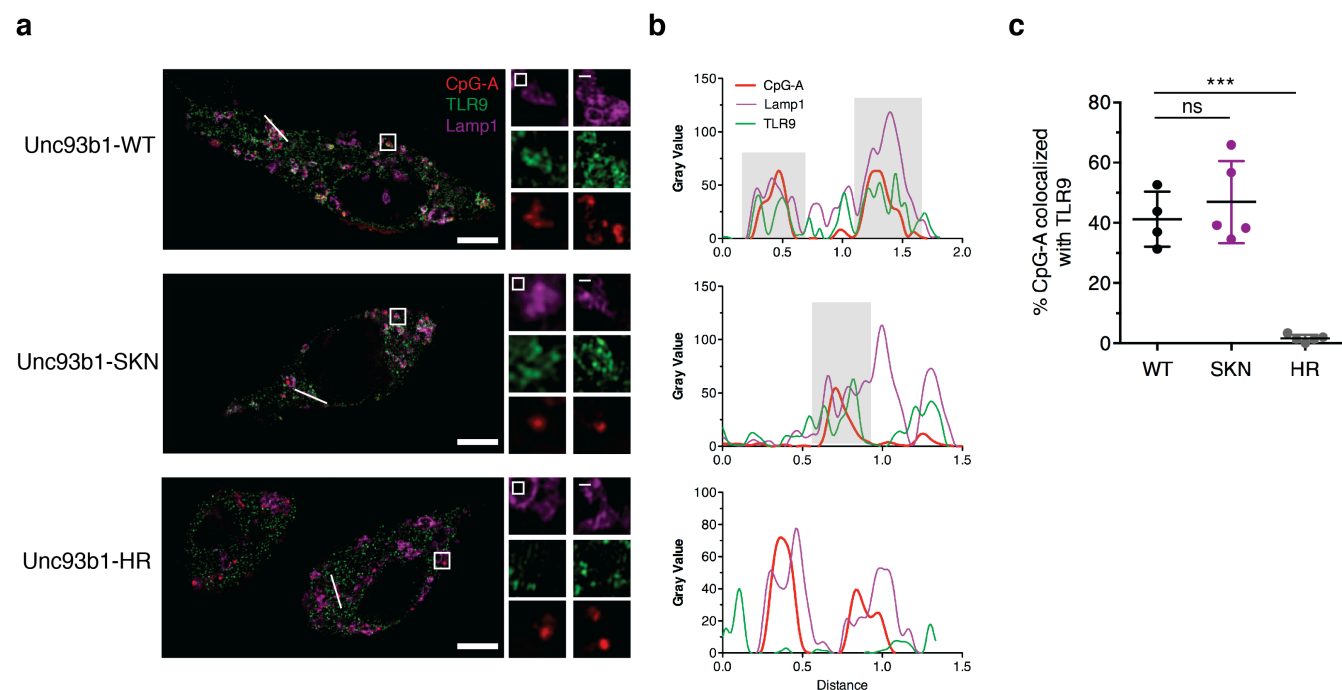 a
b
c
Unc93b1-WT
CpG-A
TLR9
Lamp1
Unc93b1-SKN
Unc93b1-HR
150
100
50
0
Gray Value
CpG-A
Lamp1
TLR9
0.0 0.5 1.0 1.5 2.0
150
100
50
0
Gray Value
0.0 0.5 1.0 1.5
100
80
60
40
20
0
Gray Value
0.0 0.5 1.0 1.5
Distance
% CpG-A colocalized
with TLR9
80
60
40
20
0
***
ns
WT SKN HR